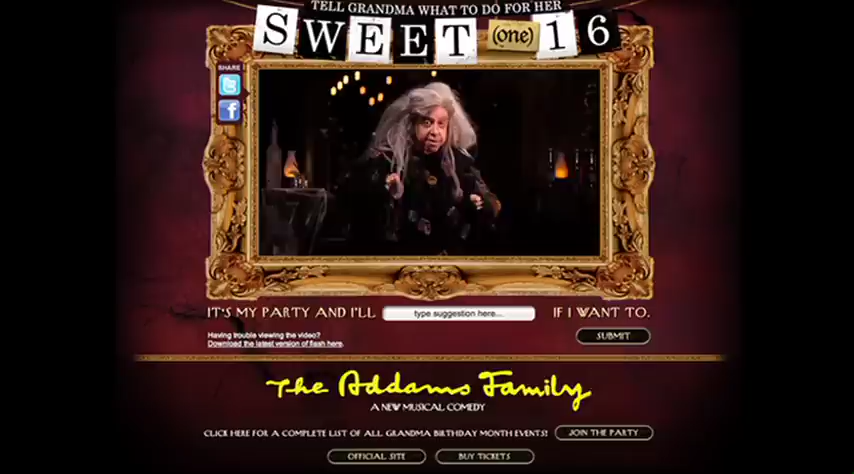 TELL GRANDMA WHAT TO DO FOR HER
SWEET (one) 16
SHARE
IT'S MY PARTY AND I'LL type suggestion here... IF I WANT TO.
Having trouble viewing the video?
Download the latest version of flash here.
SUBMIT
The Addams Family
A NEW MUSICAL COMEDY
CLICK HERE FOR A COMPLETE LIST OF ALL GRANDMA BIRTHDAY MONTH EVENTS! JOIN THE PARTY
OFFICIAL SITE BUY TICKETS